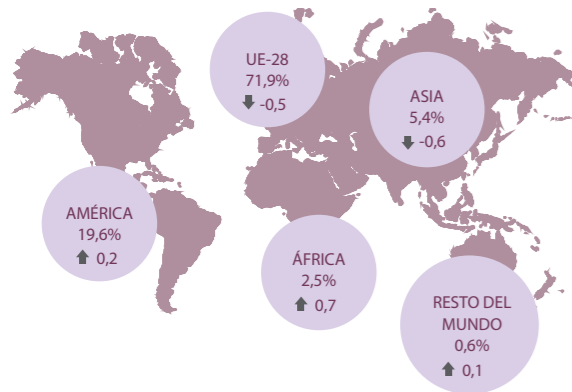 UE-28
71,9%
-0,5
ASIA
5,4%
-0,6
AMÉRICA
19,6%
0,2
ÁFRICA
2,5%
0,7
RESTO DEL
MUNDO
0,6%
0,1